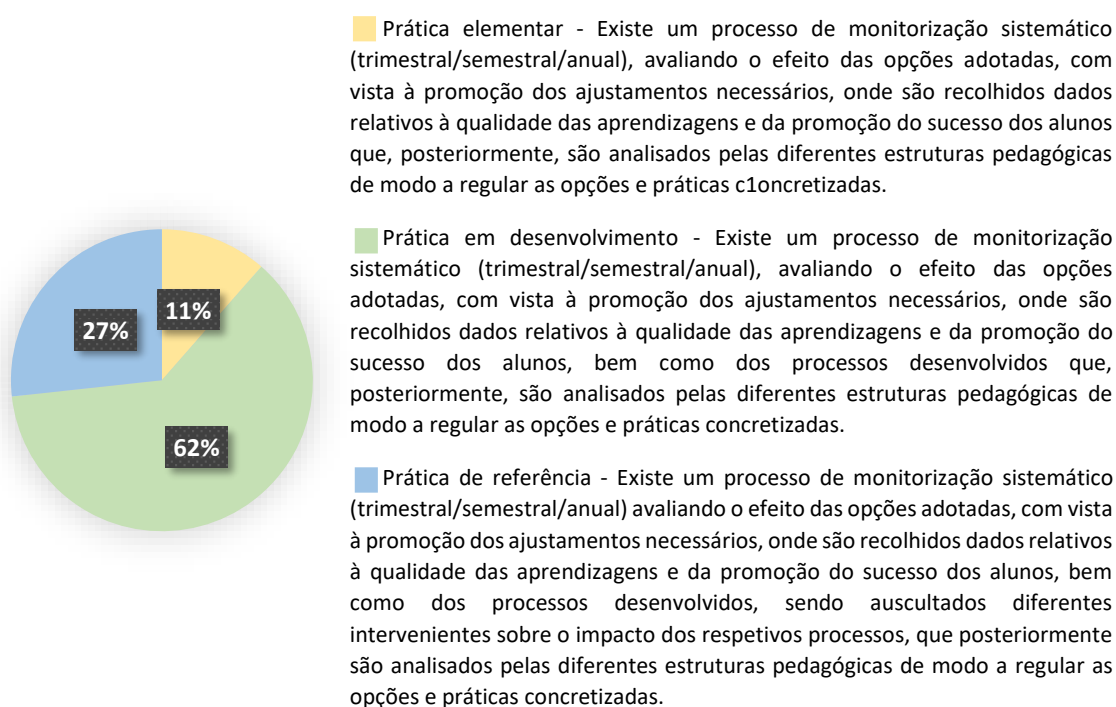 Prática elementar - Existe um processo de monitorização sistemático
(trimestral/semestral/anual), avaliando o efeito das opções adotadas, com
vista à promoção dos ajustamentos necessários, onde são recolhidos dados
relativos à qualidade das aprendizagens e da promoção do sucesso dos alunos
que, posteriormente, são analisados pelas diferentes estruturas pedagógicas
de modo a regular as opções e práticas c1oncretizadas.
Prática em desenvolvimento - Existe um processo de monitorização
sistemático (trimestral/semestral/anual), avaliando o efeito das opções
adotadas, com vista à promoção dos ajustamentos necessários, onde são
recolhidos dados relativos à qualidade das aprendizagens e da promoção do
sucesso dos alunos, bem como dos processos desenvolvidos que,
posteriormente, são analisados pelas diferentes estruturas pedagógicas de
modo a regular as opções e práticas concretizadas.
Prática de referência - Existe um processo de monitorização sistemático
(trimestral/semestral/anual) avaliando o efeito das opções adotadas, com vista
à promoção dos ajustamentos necessários, onde são recolhidos dados relativos
à qualidade das aprendizagens e da promoção do sucesso dos alunos, bem
como dos processos desenvolvidos, sendo auscultados diferentes
intervenientes sobre o impacto dos respetivos processos, que posteriormente
são analisados pelas diferentes estruturas pedagógicas de modo a regular as
opções e práticas concretizadas.
11%
27%
62%